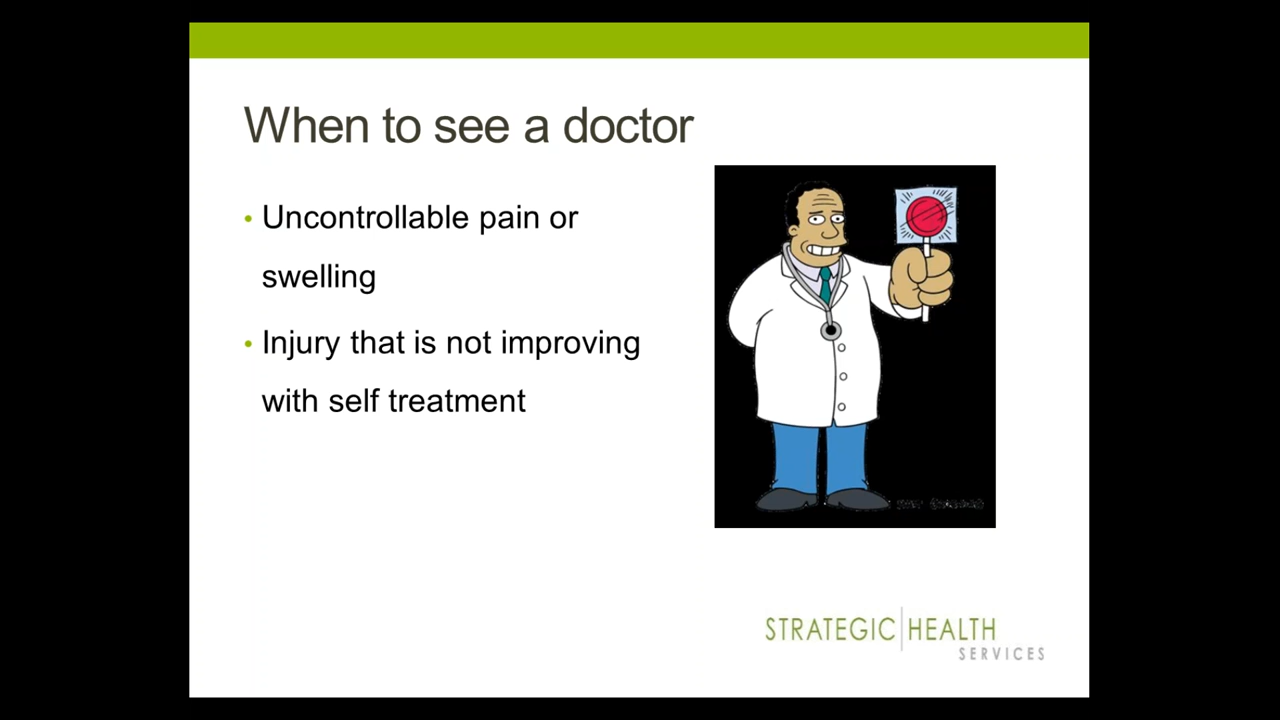 When to see a doctor
• Uncontrollable pain or
swelling
• Injury that is not improving
with self treatment
STRATEGIC HEALTH
SERVICES